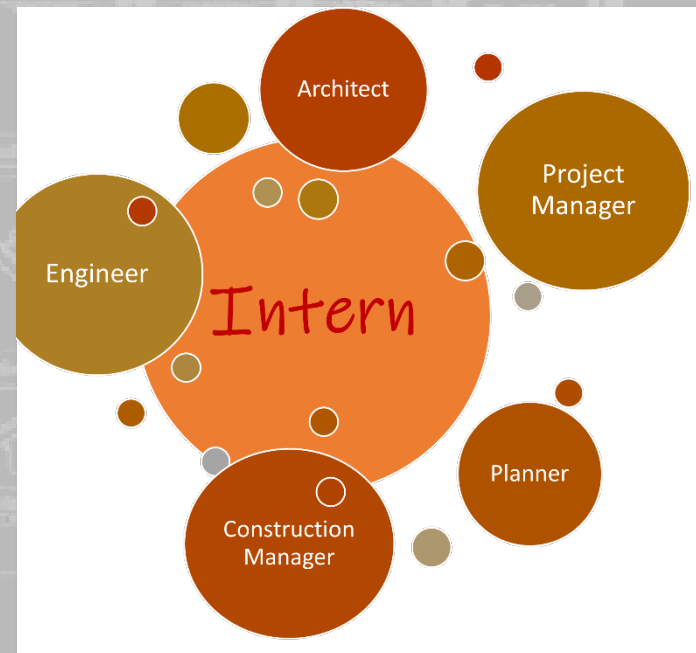 Architect
Project
Manager
Engineer
Intern
Planner
Construction
Manager